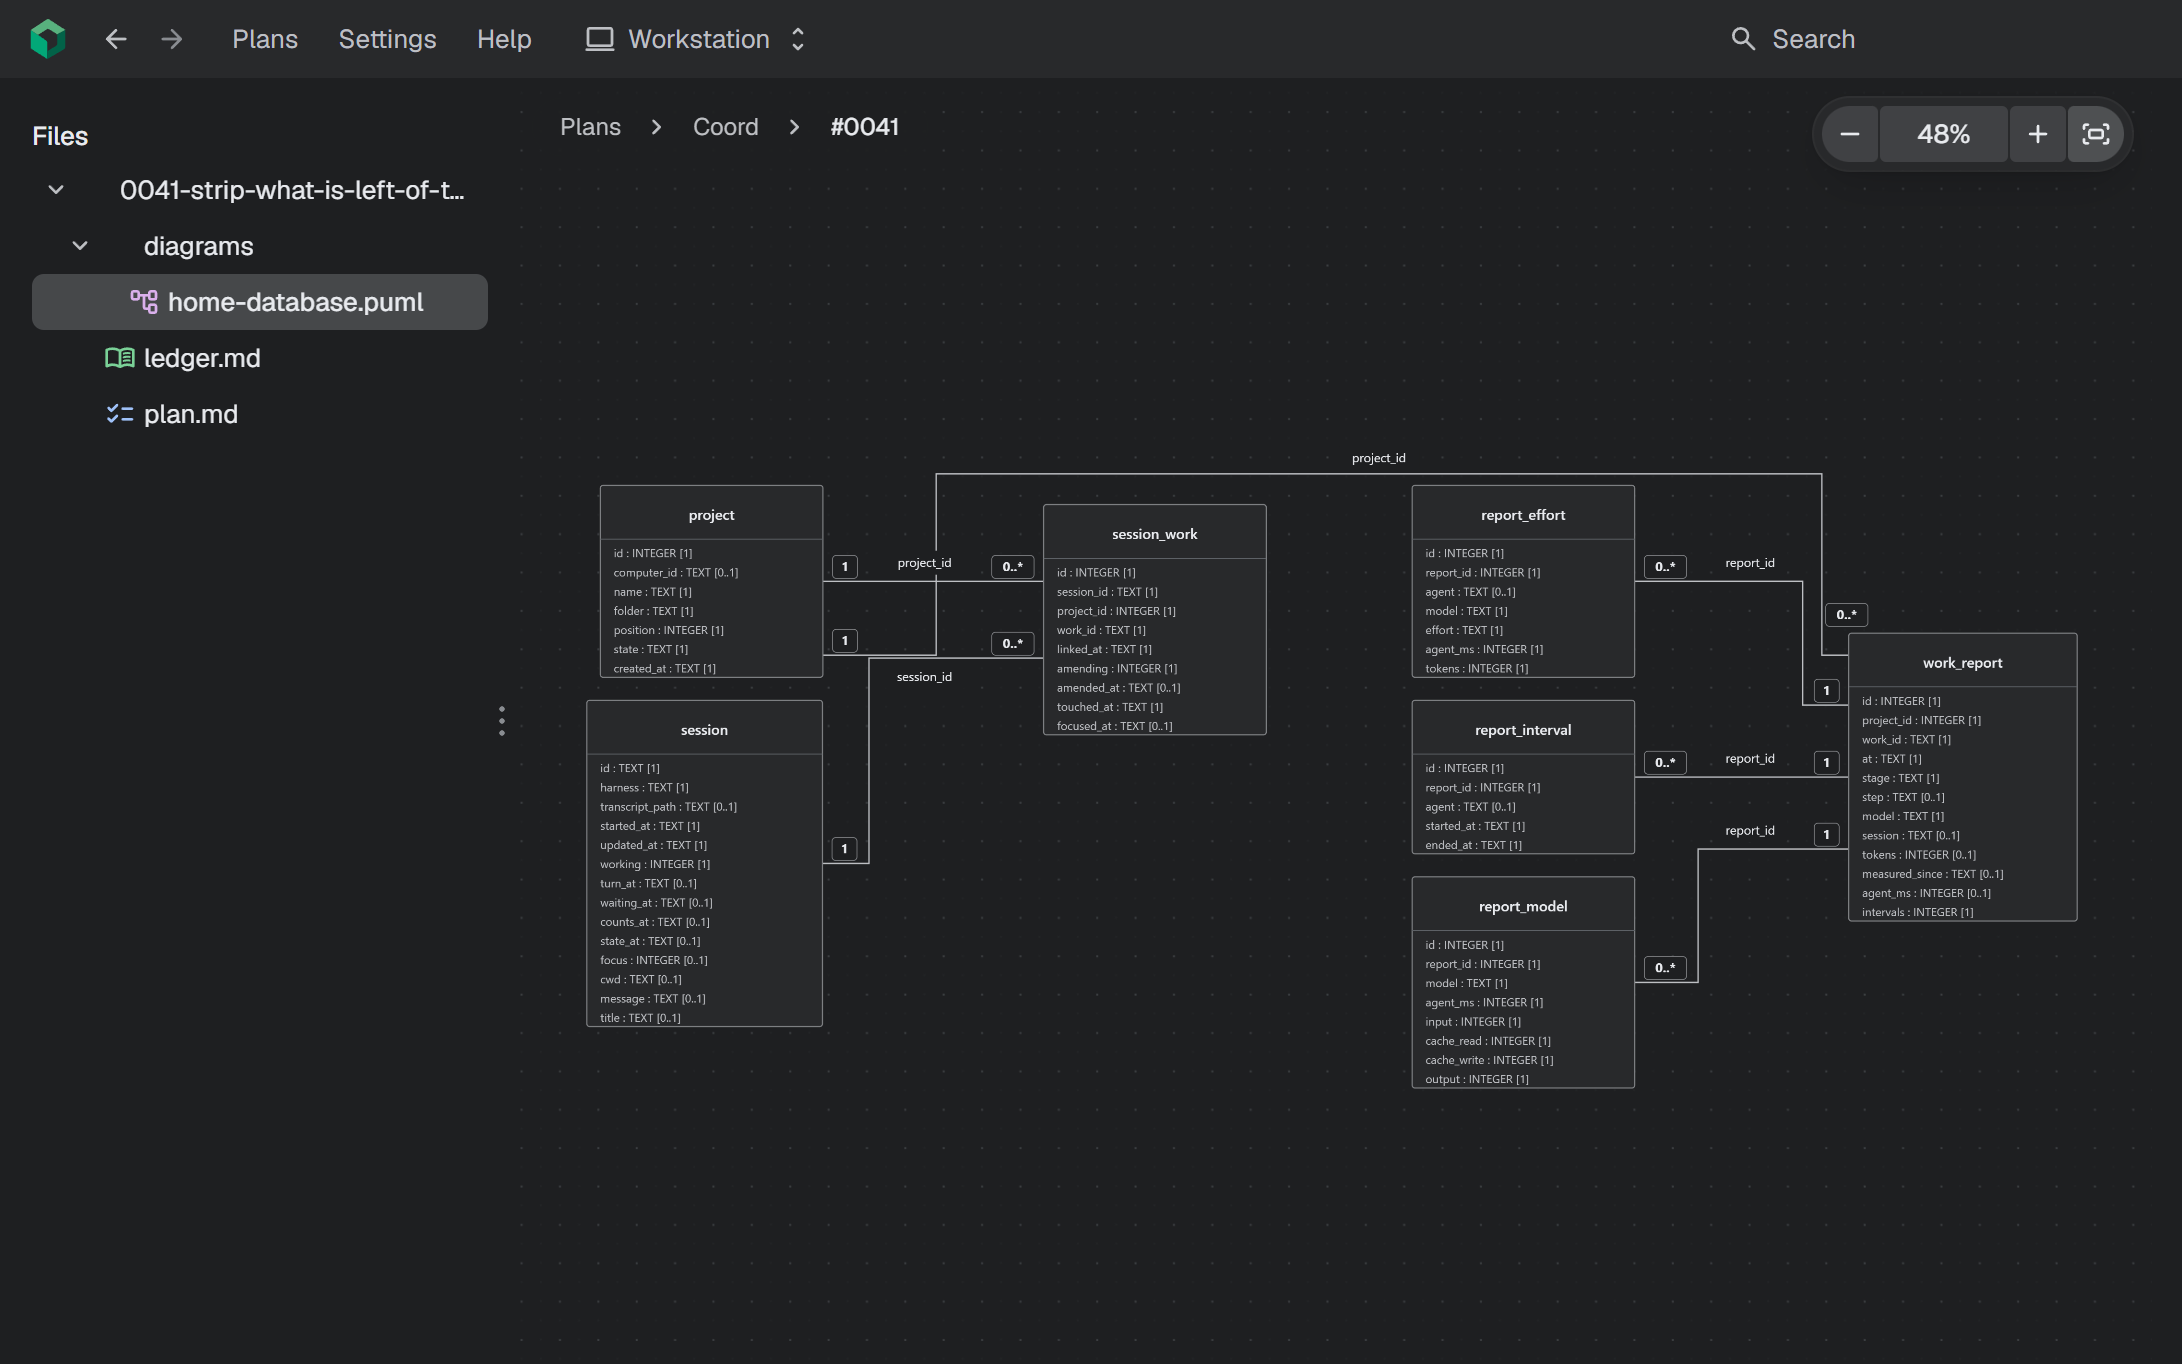 Plans
Settings
Help
Workstation
Search
Files
0041-strip-what-is-left-of-t...
diagrams
home-database.puml
ledger.md
plan.md
Plans
Coord
#0041
48%
project_id
project
id : INTEGER [1]
computer_id : TEXT [0..1]
name : TEXT [1]
folder : TEXT [1]
position : INTEGER [1]
state : TEXT [1]
created_at : TEXT [1]
1
project_id
0..*
1
0..*
session_id
session_work
id : INTEGER [1]
session_id : TEXT [1]
project_id : INTEGER [1]
work_id : TEXT [1]
linked_at : TEXT [1]
amending : INTEGER [1]
amended_at : TEXT [0..1]
touched_at : TEXT [1]
focused_at : TEXT [0..1]
session
id : TEXT [1]
harness : TEXT [1]
transcript_path : TEXT [0..1]
started_at : TEXT [1]
updated_at : TEXT [1]
working : INTEGER [1]
turn_at : TEXT [0..1]
waiting_at : TEXT [0..1]
counts_at : TEXT [0..1]
state_at : TEXT [0..1]
focus : INTEGER [0..1]
cwd : TEXT [0..1]
message : TEXT [0..1]
title : TEXT [0..1]
1
report_effort
id : INTEGER [1]
report_id : INTEGER [1]
agent : TEXT [0..1]
model : TEXT [1]
effort : TEXT [1]
agent_ms : INTEGER [1]
tokens : INTEGER [1]
0..*
report_id
0..*
1
report_interval
id : INTEGER [1]
report_id : INTEGER [1]
agent : TEXT [0..1]
started_at : TEXT [1]
ended_at : TEXT [1]
0..*
report_id
1
report_id
1
report_model
id : INTEGER [1]
report_id : INTEGER [1]
model : TEXT [1]
agent_ms : INTEGER [1]
input : INTEGER [1]
cache_read : INTEGER [1]
cache_write : INTEGER [1]
output : INTEGER [1]
0..*
work_report
id : INTEGER [1]
project_id : INTEGER [1]
work_id : TEXT [1]
at : TEXT [1]
stage : TEXT [1]
step : TEXT [0..1]
model : TEXT [1]
session : TEXT [0..1]
tokens : INTEGER [0..1]
measured_since : TEXT [0..1]
agent_ms : INTEGER [0..1]
intervals : INTEGER [1]